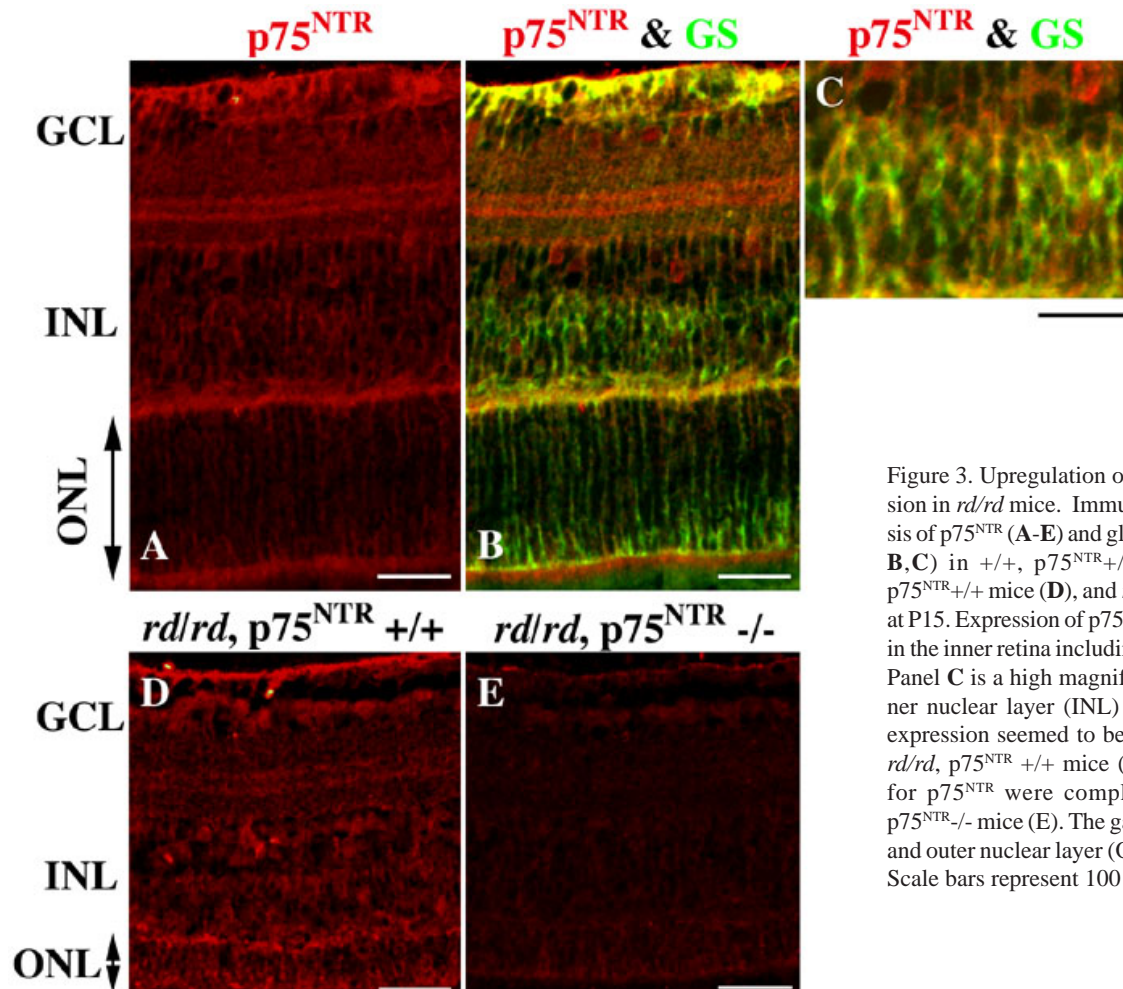 p75NTR
p75NTR & GS
p75NTR & GS
C
GCL
INL
ONL
A
B
rd/rd, p75NTR +/+
rd/rd, p75NTR -/-
D
E
GCL
INL
ONL
Figure 3. Upregulation o
sion in rd/rd mice. Immu
sis of p75NTR (A-E) and gl
B,C) in +/+, p75NTR+/
p75NTR+/+ mice (D), and
at P15. Expression of p75
in the inner retina includin
Panel C is a high magnif
ner nuclear layer (INL)
expression seemed to be
rd/rd, p75NTR +/+ mice (
for p75NTR were compl
p75NTR-/- mice (E). The ga
and outer nuclear layer (O
Scale bars represent 100